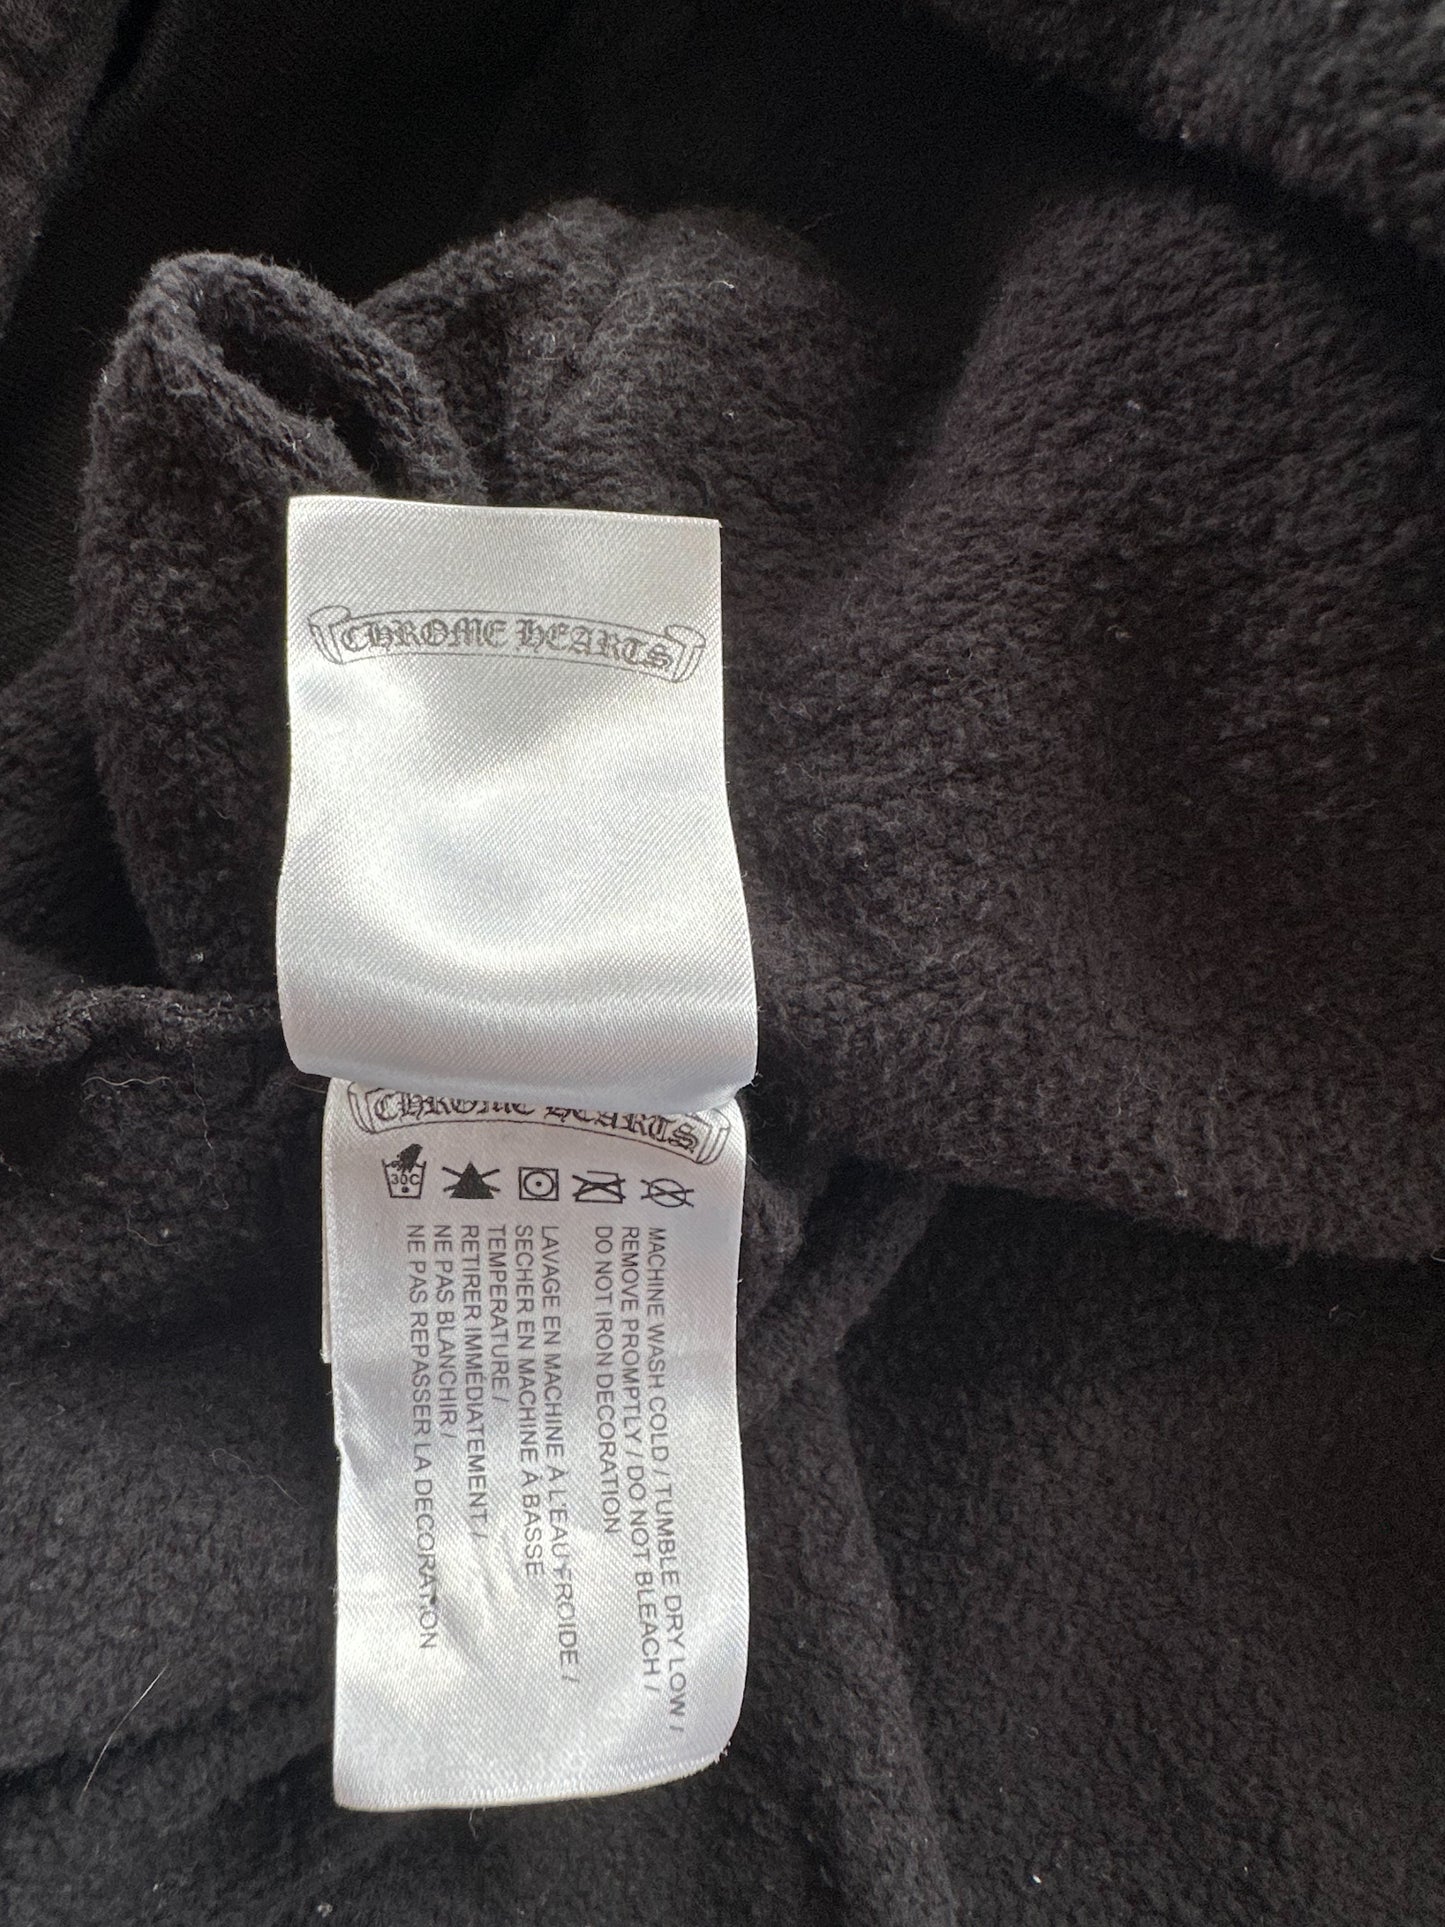 CHROME HEARTS
CHROME HEARTS
30C
MACHINE WASH COLD / TUMBLE DRY LOW /
REMOVE PROMPTLY / DO NOT BLEACH /
DO NOT IRON DECORATION
LAVAGE EN MACHINE À L'EAU FROIDE /
SECHER EN MACHINE À BASSE
TEMPERATURE /
RETIRER IMMÉDIATEMENT /
NE PAS BLANCHIR /
NE PAS REPASSER LA DECORATION